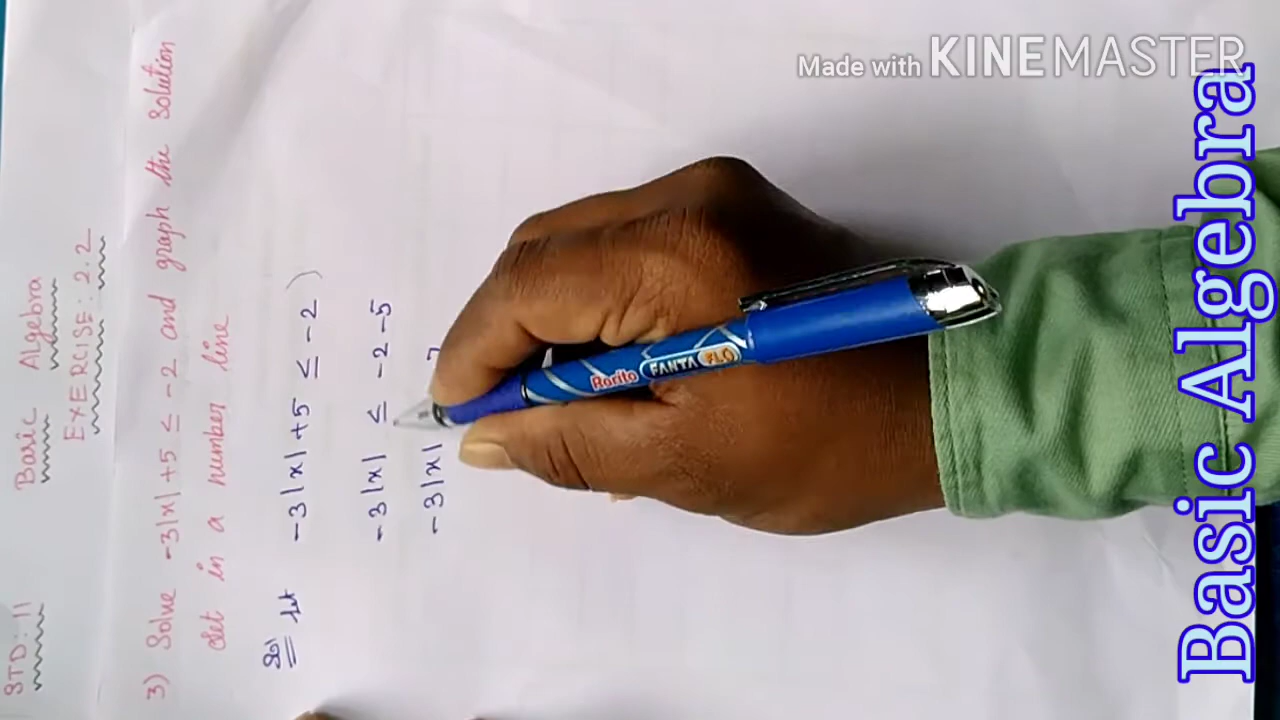 STD: 11 Basic Algebra
EXERCISE: 2.2
3) Solve -3|x|+5 ≤ -2 and graph the solution
set in a number line
Sol
let -3|x|+5 ≤ -2
-3|x| ≤ -2-5
-3|x| 7
Rorito FANTA FLO
Made with KINEMASTER
Basic Algebra